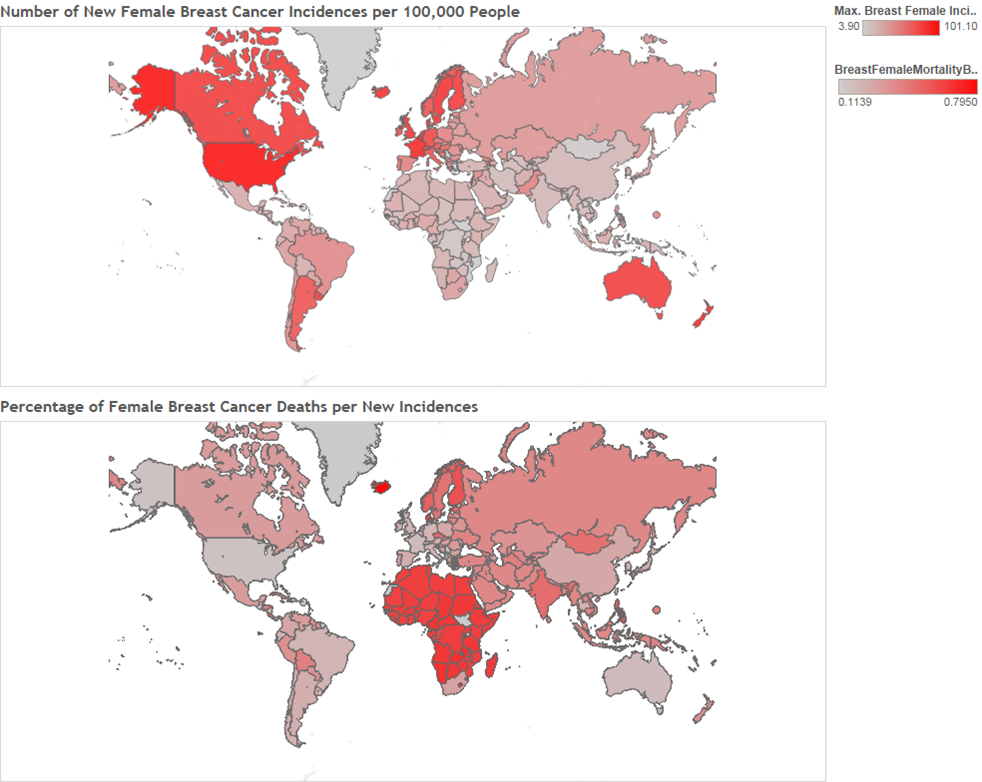 Number of New Female Breast Cancer Incidences per 100,000 People
Max. Breast Female Inci..
3.90 101.10
BreastFemaleMortalityB..
0.1139 0.7950
Percentage of Female Breast Cancer Deaths per New Incidences